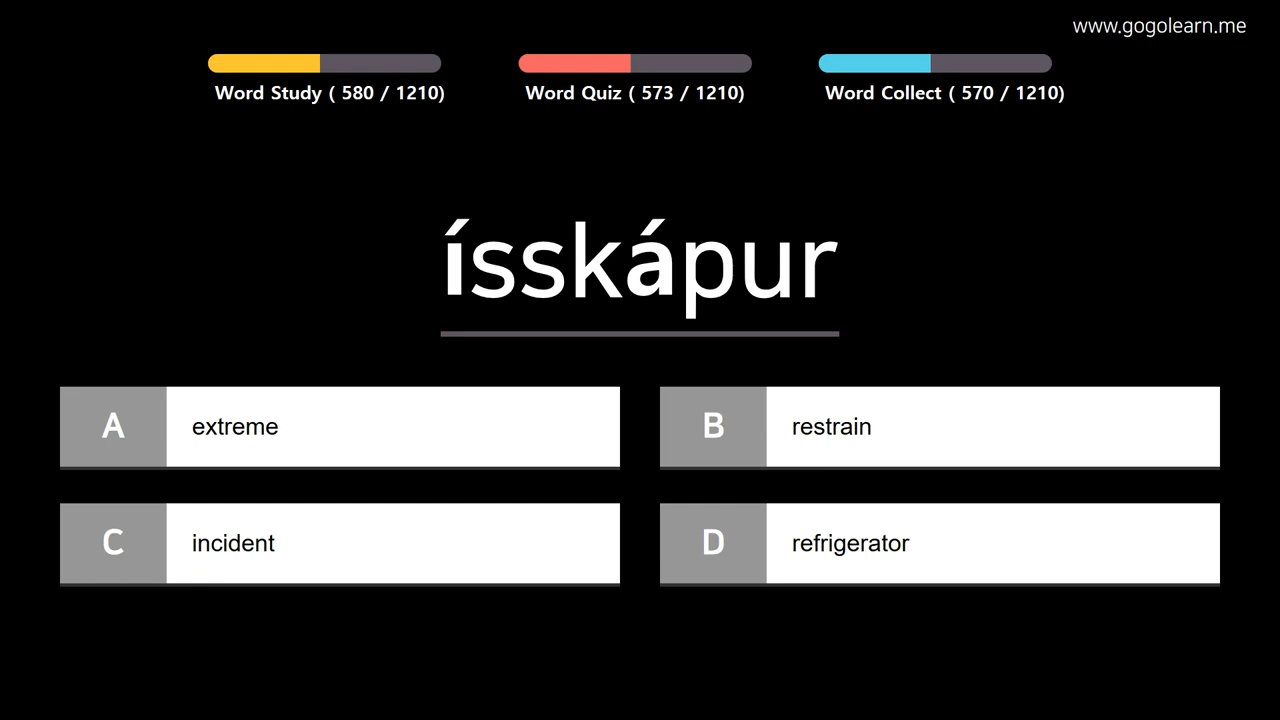 www.gogolearn.me
Word Study ( 580 / 1210)
Word Quiz ( 573 / 1210)
Word Collect ( 570 / 1210)
ísskápur
A extreme
B restrain
C incident
D refrigerator